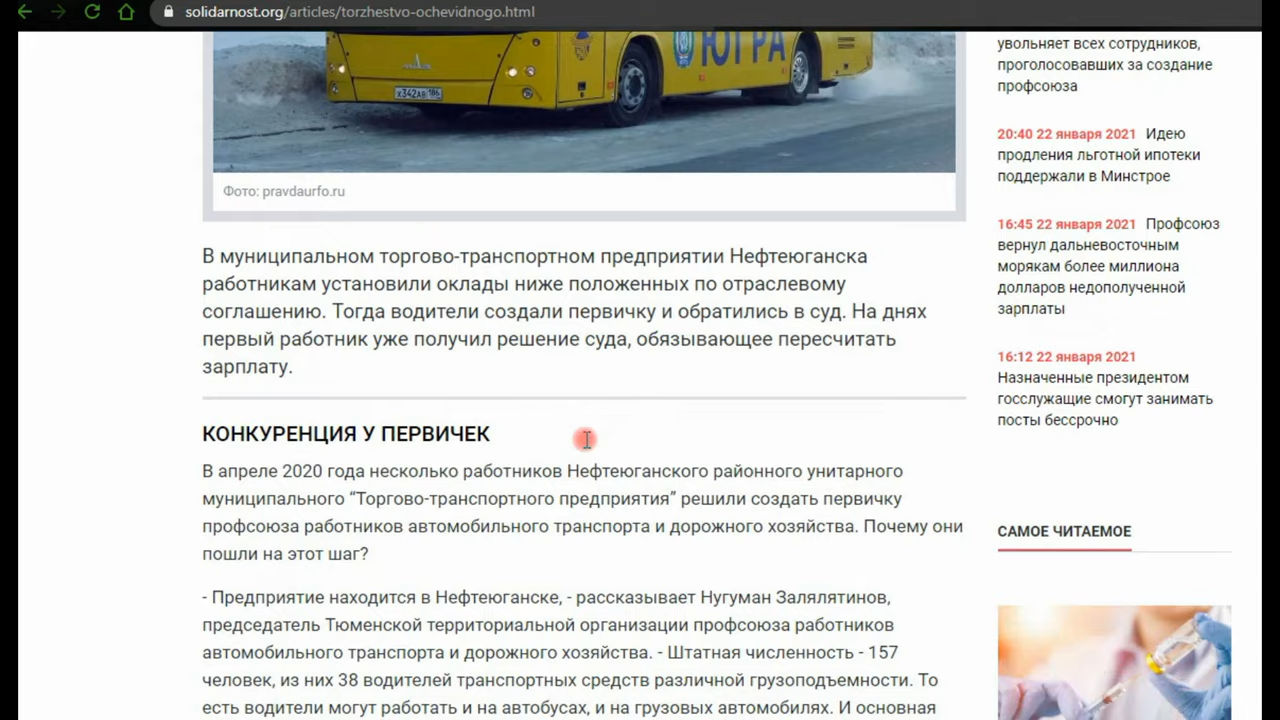 solidarnost.org/articles/torzhestvo-ochevidnogo.html
ЮГРА
х342ав 186
Фото: pravdaurfo.ru
В муниципальном торгово-транспортном предприятии Нефтеюганска
работникам установили оклады ниже положенных по отраслевому
соглашению. Тогда водители создали первичку и обратились в суд. На днях
первый работник уже получил решение суда, обязывающее пересчитать
зарплату.
КОНКУРЕНЦИЯ У ПЕРВИЧЕК
В апреле 2020 года несколько работников Нефтеюганского районного унитарного
муниципального “Торгово-транспортного предприятия” решили создать первичку
профсоюза работников автомобильного транспорта и дорожного хозяйства. Почему они
пошли на этот шаг?
- Предприятие находится в Нефтеюганске, - рассказывает Нугуман Залялятинов,
председатель Тюменской территориальной организации профсоюза работников
автомобильного транспорта и дорожного хозяйства. - Штатная численность - 157
человек, из них 38 водителей транспортных средств различной грузоподъемности. То
есть водители могут работать и на автобусах, и на грузовых автомобилях. И основная
увольняет всех сотрудников,
проголосовавших за создание
профсоюза
20:40 22 января 2021 Идею
продления льготной ипотеки
поддержали в Минстрое
16:45 22 января 2021 Профсоюз
вернул дальневосточным
морякам более миллиона
долларов недополученной
зарплаты
16:12 22 января 2021
Назначенные президентом
госслужащие смогут занимать
посты бессрочно
САМОЕ ЧИТАЕМОЕ